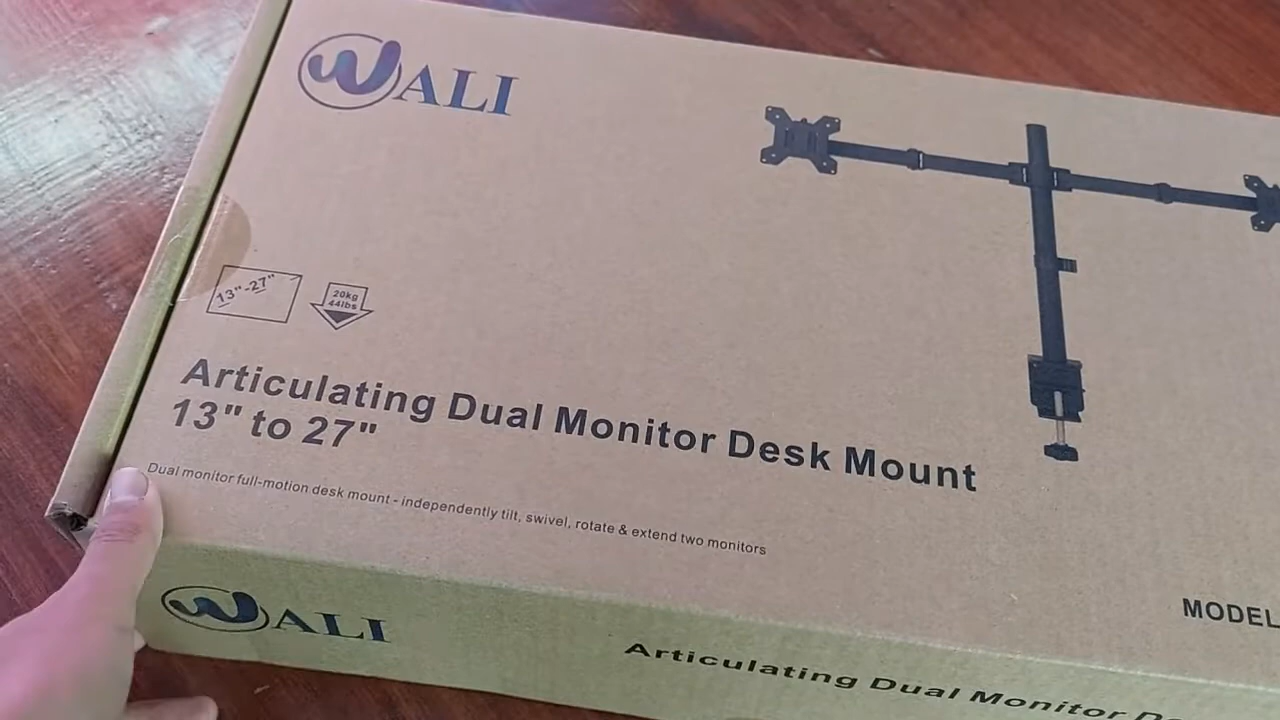 WALI
13"-27"
20kg
44lbs
Articulating Dual Monitor Desk Mount
13" to 27"
Dual monitor full-motion desk mount - independently tilt, swivel, rotate & extend two monitors
MODEL
WALI
Articulating Dual Monitor